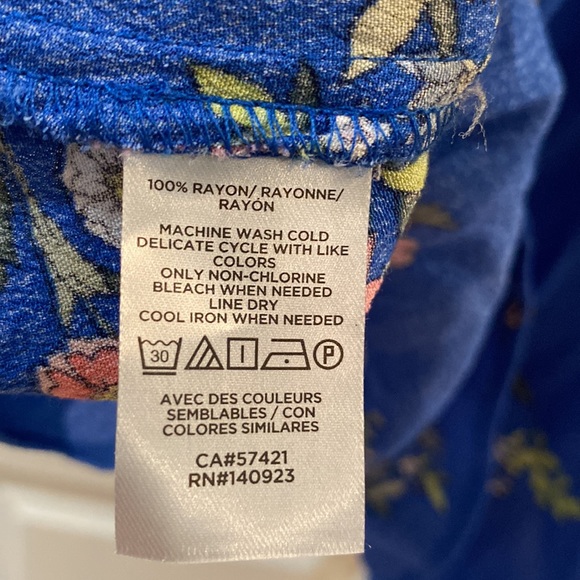 100% RAYON/ RAYONNE/
RAYÓN
MACHINE WASH COLD
DELICATE CYCLE WITH LIKE
COLORS
ONLY NON-CHLORINE
BLEACH WHEN NEEDED
LINE DRY
COOL IRON WHEN NEEDED
30 P
AVEC DES COULEURS
SEMBLABLES / CON
COLORES SIMILARES
CA#57421
RN#140923